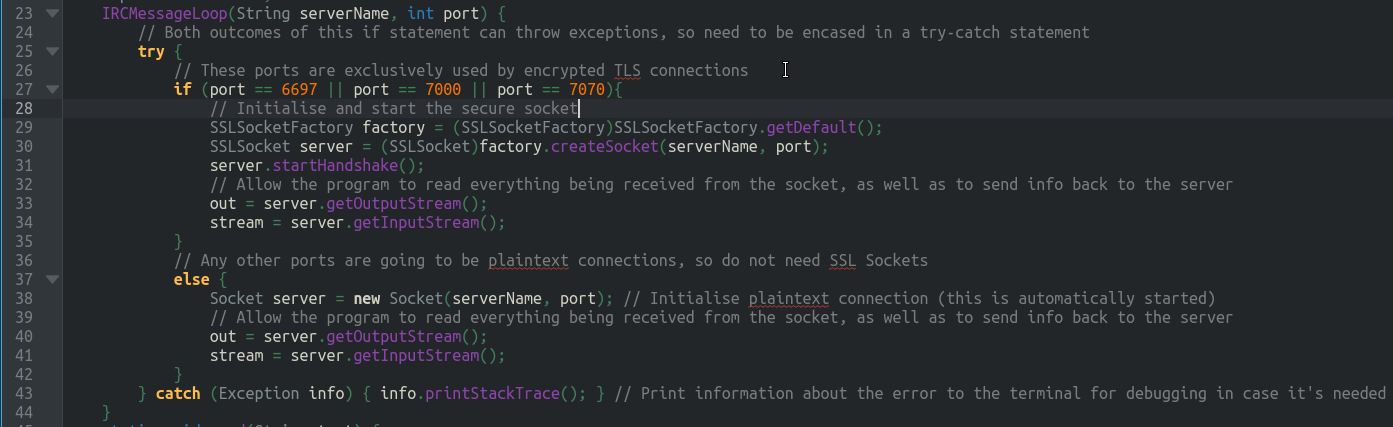 23 IRCMessageLoop(String serverName, int port) {
24 // Both outcomes of this if statement can throw exceptions, so need to be encased in a try-catch statement
25 try {
26 // These ports are exclusively used by encrypted TLS connections
27 if (port == 6697 || port == 7000 || port == 7070){
28 // Initialise and start the secure socket
29 SSLSocketFactory factory = (SSLSocketFactory)SSLSocketFactory.getDefault();
30 SSLSocket server = (SSLSocket)factory.createSocket(serverName, port);
31 server.startHandshake();
32 // Allow the program to read everything being received from the socket, as well as to send info back to the server
33 out = server.getOutputStream();
34 stream = server.getInputStream();
35 }
36 // Any other ports are going to be plaintext connections, so do not need SSL Sockets
37 else {
38 Socket server = new Socket(serverName, port); // Initialise plaintext connection (this is automatically started)
39 // Allow the program to read everything being received from the socket, as well as to send info back to the server
40 out = server.getOutputStream();
41 stream = server.getInputStream();
42 }
43 } catch (Exception info) { info.printStackTrace(); } // Print information about the error to the terminal for debugging in case it's needed
44 }